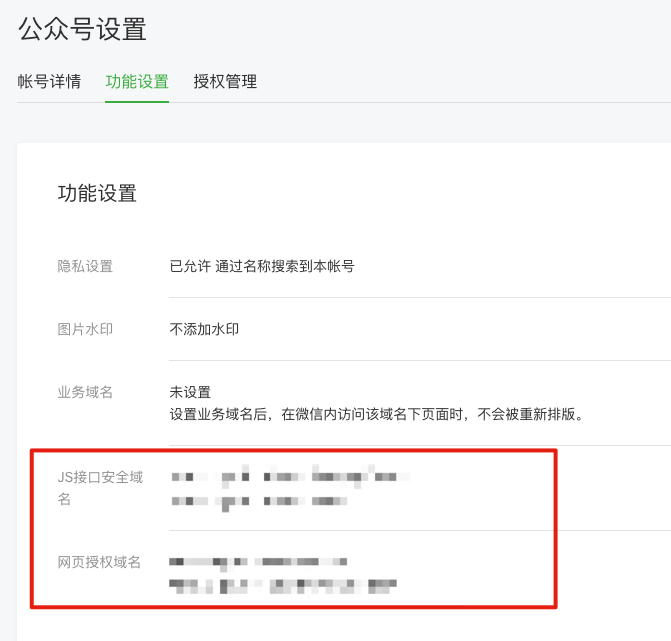 公众号设置
帐号详情 功能设置 授权管理
功能设置
隐私设置 已允许 通过名称搜索到本帐号
图片水印 不添加水印
业务域名 未设置
设置业务域名后，在微信内访问该域名下页面时，不会被重新排版。
JS接口安全域
名
网页授权域名